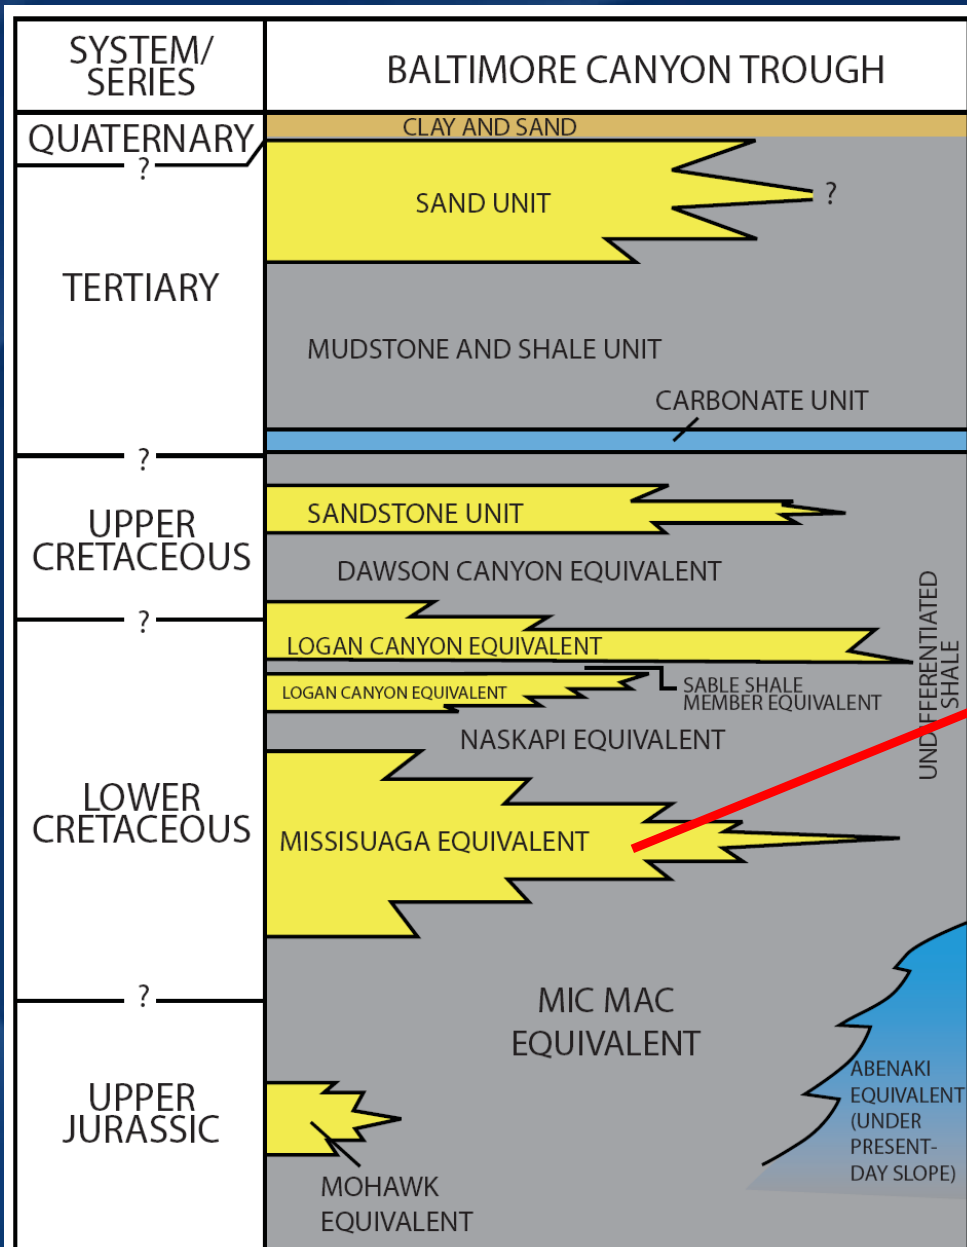 SYSTEM/
SERIES
BALTIMORE CANYON TROUGH
QUATERNARY
CLAY AND SAND
?
SAND UNIT
?
TERTIARY
MUDSTONE AND SHALE UNIT
CARBONATE UNIT
?
UPPER
CRETACEOUS
SANDSTONE UNIT
DAWSON CANYON EQUIVALENT
?
LOGAN CANYON EQUIVALENT
LOGAN CANYON EQUIVALENT
SABLE SHALE
MEMBER EQUIVALENT
UNDIFFERENTIATED
SHALE
NASKAPI EQUIVALENT
LOWER
CRETACEOUS
MISSISUAGA EQUIVALENT
?
MIC MAC
EQUIVALENT
UPPER
JURASSIC
ABENAKI
EQUIVALENT
(UNDER
PRESENT-
DAY SLOPE)
MOHAWK
EQUIVALENT